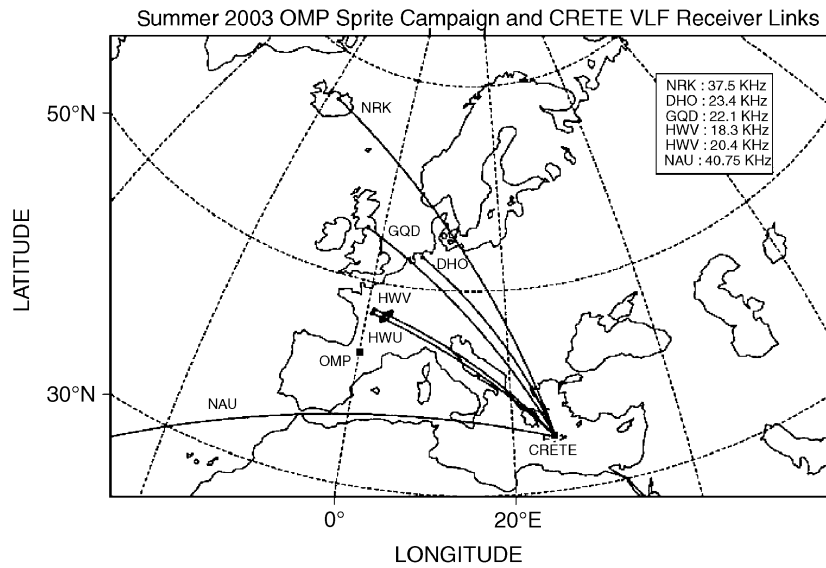 Summer 2003 OMP Sprite Campaign and CRETE VLF Receiver Links
NRK : 37.5 KHz
DHO : 23.4 KHz
GQD : 22.1 KHz
HWV : 18.3 KHz
HWV : 20.4 KHz
NAU : 40.75 KHz
NRK
50°N
GQD
DHO
LATITUDE
HWV
HWU
OMP
30°N
NAU
CRETE
0°
20°E
LONGITUDE